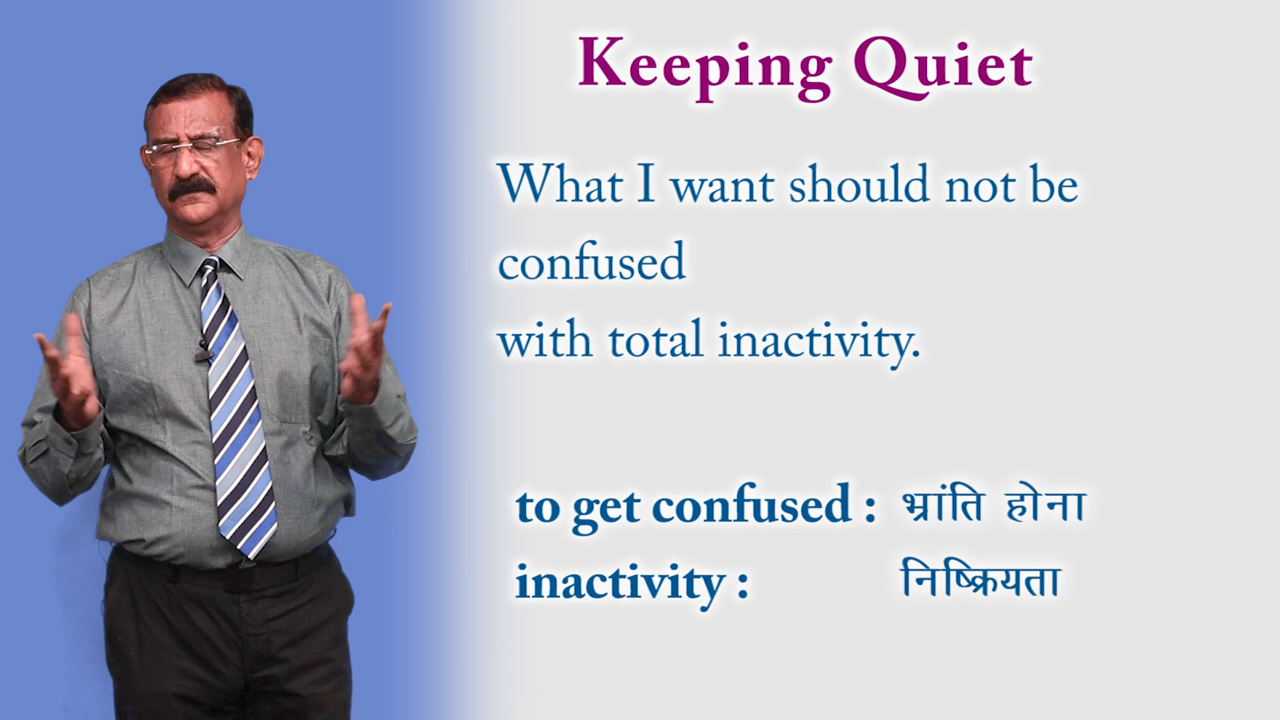 Keeping Quiet
What I want should not be
confused
with total inactivity.
to get confused : भ्रांति होना
inactivity : निष्क्रियता